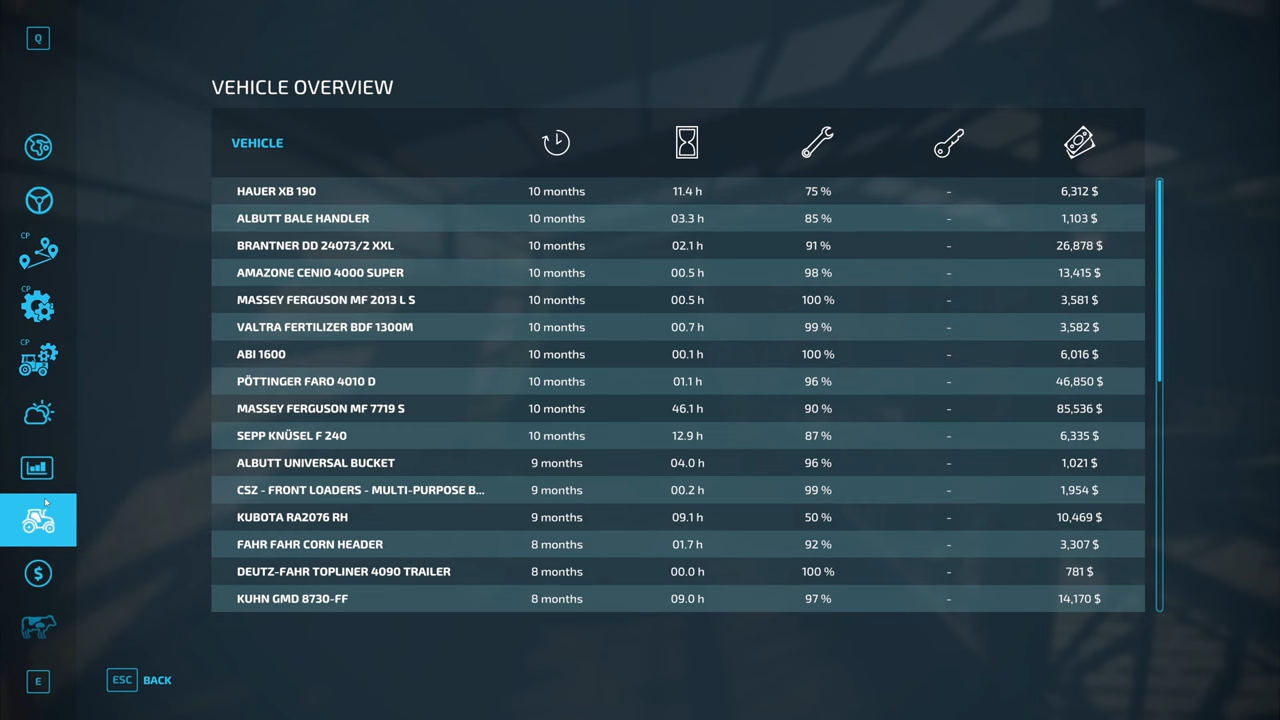 Q
VEHICLE OVERVIEW
VEHICLE
HAUER XB 190 10 months 11.4 h 75 % - 6,312 $
ALBUTT BALE HANDLER 10 months 03.3 h 85 % - 1,103 $
BRANTNER DD 24073/2 XXL 10 months 02.1 h 91 % - 26,878 $
AMAZONE CENIO 4000 SUPER 10 months 00.5 h 98 % - 13,415 $
MASSEY FERGUSON MF 2013 L S 10 months 00.5 h 100 % - 3,581 $
VALTRA FERTILIZER BDF 1300M 10 months 00.7 h 99 % - 3,582 $
ABI 1600 10 months 00.1 h 100 % - 6,016 $
PÖTTINGER FARO 4010 D 10 months 01.1 h 96 % - 46,850 $
MASSEY FERGUSON MF 7719 S 10 months 46.1 h 90 % - 85,536 $
SEPP KNÜSEL F 240 10 months 12.9 h 87 % - 6,335 $
ALBUTT UNIVERSAL BUCKET 9 months 04.0 h 96 % - 1,021 $
CSZ - FRONT LOADERS - MULTI-PURPOSE B... 9 months 00.2 h 99 % - 1,954 $
KUBOTA RA2076 RH 9 months 09.1 h 50 % - 10,469 $
FAHR FAHR CORN HEADER 8 months 01.7 h 92 % - 3,307 $
DEUTZ-FAHR TOPLINER 4090 TRAILER 8 months 00.0 h 100 % - 781 $
KUHN GMD 8730-FF 8 months 09.0 h 97 % - 14,170 $
CP
CP
CP
$
E
ESC BACK